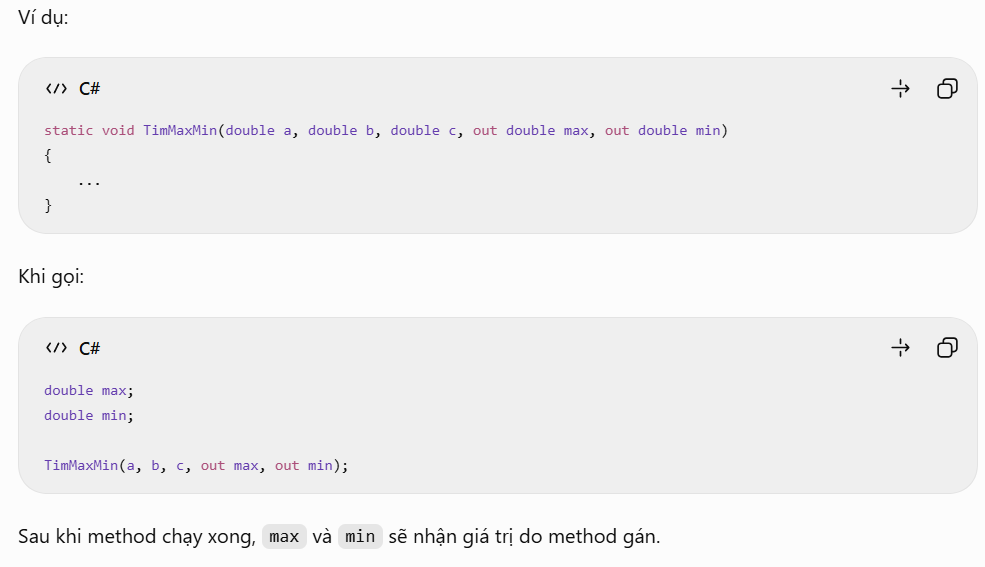 Ví dụ:
</> C#
static void TimMaxMin(double a, double b, double c, out double max, out double min)
{
    ...
}
Khi gọi:
</> C#
double max;
double min;
TimMaxMin(a, b, c, out max, out min);
Sau khi method chạy xong, max và min sẽ nhận giá trị do method gán.